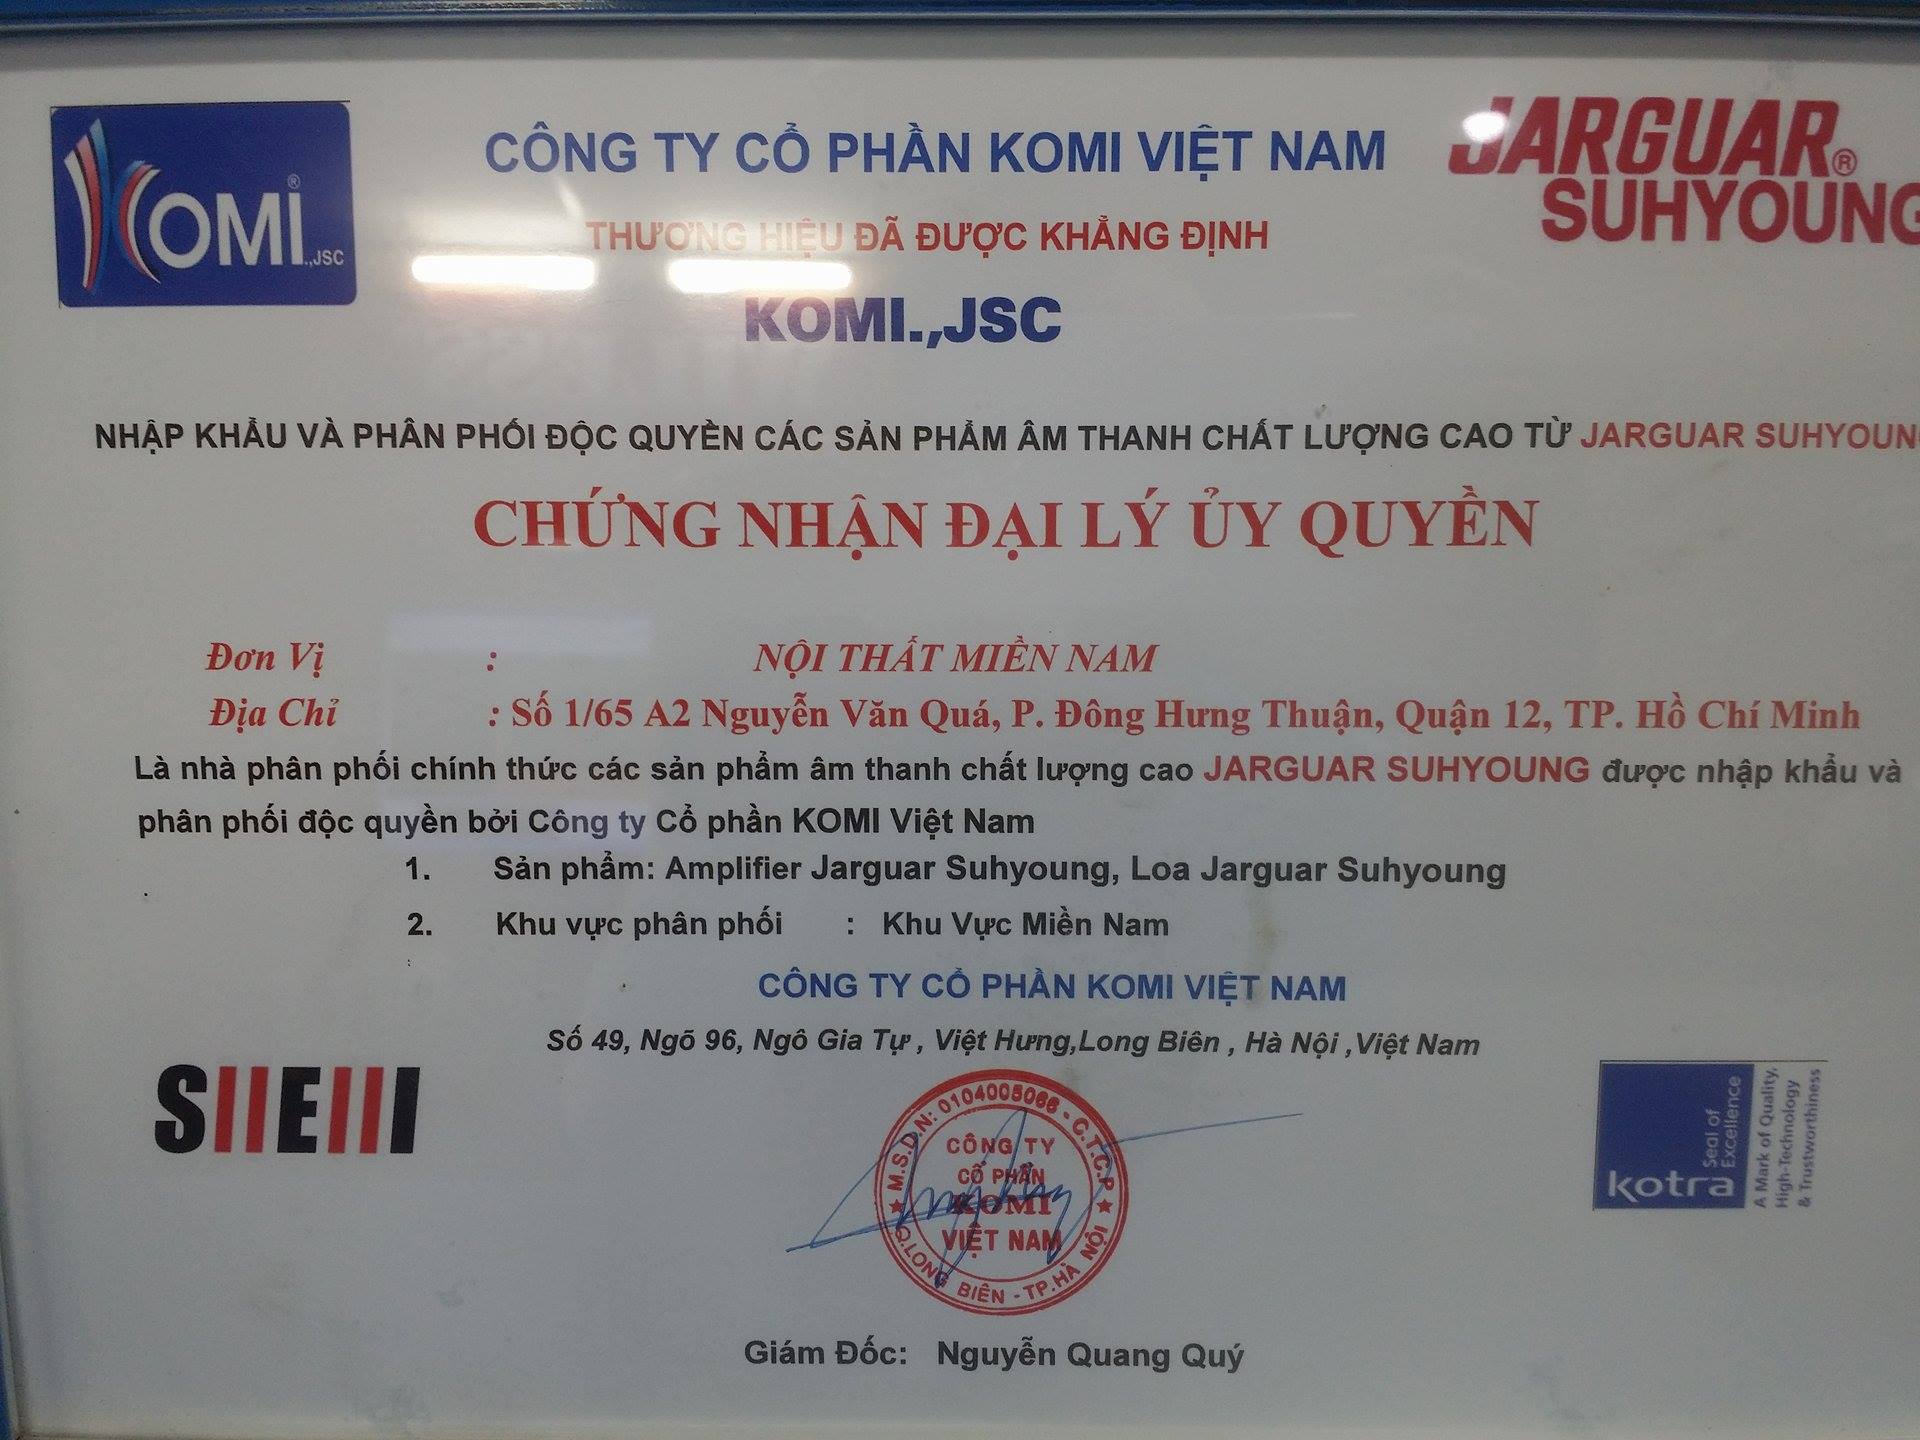 KOMI ®
.,JSC
CÔNG TY CỔ PHẦN KOMI VIỆT NAM
JARGUAR ®
SUHYOUNG
THƯƠNG HIỆU ĐÃ ĐƯỢC KHẲNG ĐỊNH
KOMI.,JSC
NHẬP KHẨU VÀ PHÂN PHỐI ĐỘC QUYỀN CÁC SẢN PHẨM ÂM THANH CHẤT LƯỢNG CAO TỪ JARGUAR SUHYOUN
CHỨNG NHẬN ĐẠI LÝ ỦY QUYỀN
Đơn Vị : NỘI THẤT MIỀN NAM
Địa Chỉ : Số 1/65 A2 Nguyễn Văn Quá, P. Đông Hưng Thuận, Quận 12, TP. Hồ Chí Minh
Là nhà phân phối chính thức các sản phẩm âm thanh chất lượng cao JARGUAR SUHYOUNG được nhập khẩu và
phân phối độc quyền bởi Công ty Cổ phần KOMI Việt Nam
1. Sản phẩm: Amplifier Jarguar Suhyoung, Loa Jarguar Suhyoung
2. Khu vực phân phối : Khu Vực Miền Nam
CÔNG TY CỔ PHẦN KOMI VIỆT NAM
Số 49, Ngõ 96, Ngô Gia Tự , Việt Hưng,Long Biên , Hà Nội ,Việt Nam
M.S.D.N: 0104005066 - C.T.C.P
CÔNG TY
CỔ PHẦN
KOMI
VIỆT NAM
Q.LONG BIÊN - TP.HÀ NỘI
kotra
Seal of
Excellence
A Mark of Quality,
High-Technology
& Trustworthiness
Giám Đốc: Nguyễn Quang Quý